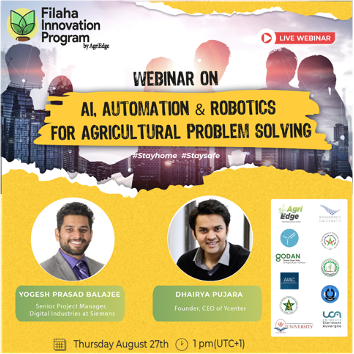 Filaha
Innovation
Program
by AgriEdge
LIVE WEBINAR
WEBINAR ON
AI, AUTOMATION & ROBOTICS
FOR AGRICULTURAL PROBLEM SOLVING
#Stayhome #Staysafe
YOGESH PRASAD BALAJEE
Senior Project Manager,
Digital Industries at Siemens
DHAIRYA PUJARA
Founder, CEO of Ycenter
Agri
Edge
GODAN
UNIVERSITY
Thursday August 27th
1 pm(UTC+1)